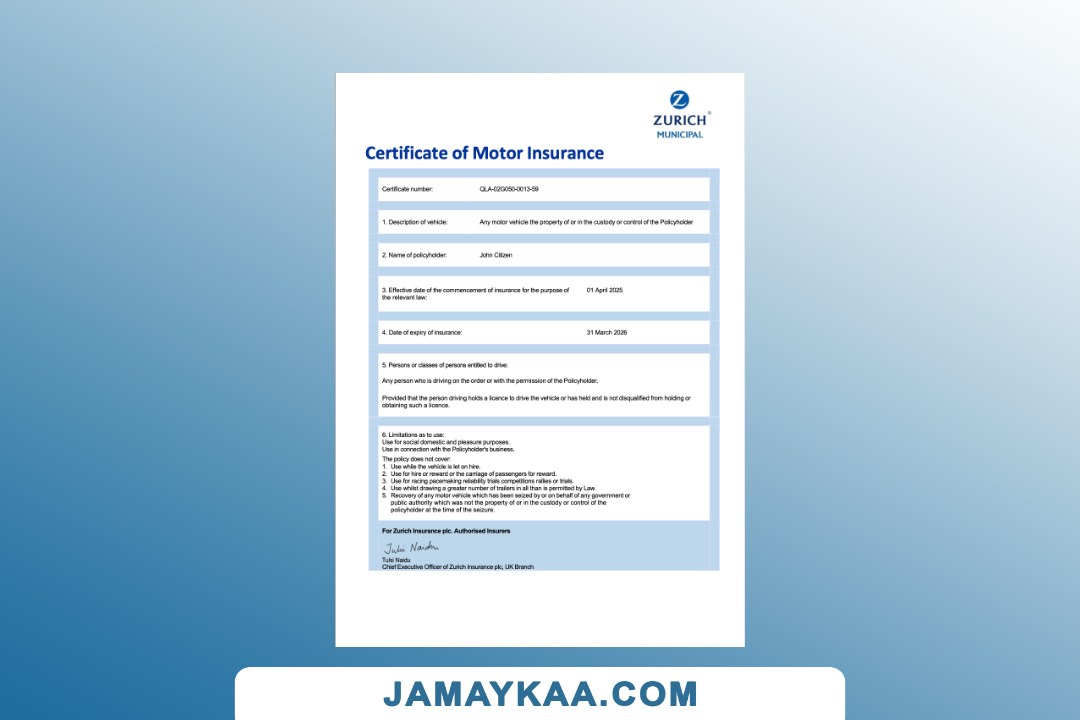 Z
ZURICH®
MUNICIPAL
Certificate of Motor Insurance
Certificate number: QLA-02G050-0013-59
1. Description of vehicle: Any motor vehicle the property of or in the custody or control of the Policyholder
2. Name of policyholder: John Citizen
3. Effective date of the commencement of insurance for the purpose of 01 April 2025
the relevant law:
4. Date of expiry of insurance: 31 March 2026
5. Persons or classes of persons entitled to drive:
Any person who is driving on the order or with the permission of the Policyholder.
Provided that the person driving holds a licence to drive the vehicle or has held and is not disqualified from holding or
obtaining such a licence.
6. Limitations as to use:
Use for social domestic and pleasure purposes.
Use in connection with the Policyholder's business.
The policy does not cover:
1. Use while the vehicle is let on hire.
2. Use for hire or reward or the carriage of passengers for reward.
3. Use for racing pacemaking reliability trials competitions rallies or trials.
4. Use whilst drawing a greater number of trailers in all than is permitted by Law.
5. Recovery of any motor vehicle which has been seized by or on behalf of any government or
public authority which was not the property of or in the custody or control of the
policyholder at the time of the seizure.
For Zurich Insurance plc. Authorised Insurers
Tulsi Naidu
Tulsi Naidu
Chief Executive Officer of Zurich Insurance plc, UK Branch
JAMAYKAA.COM